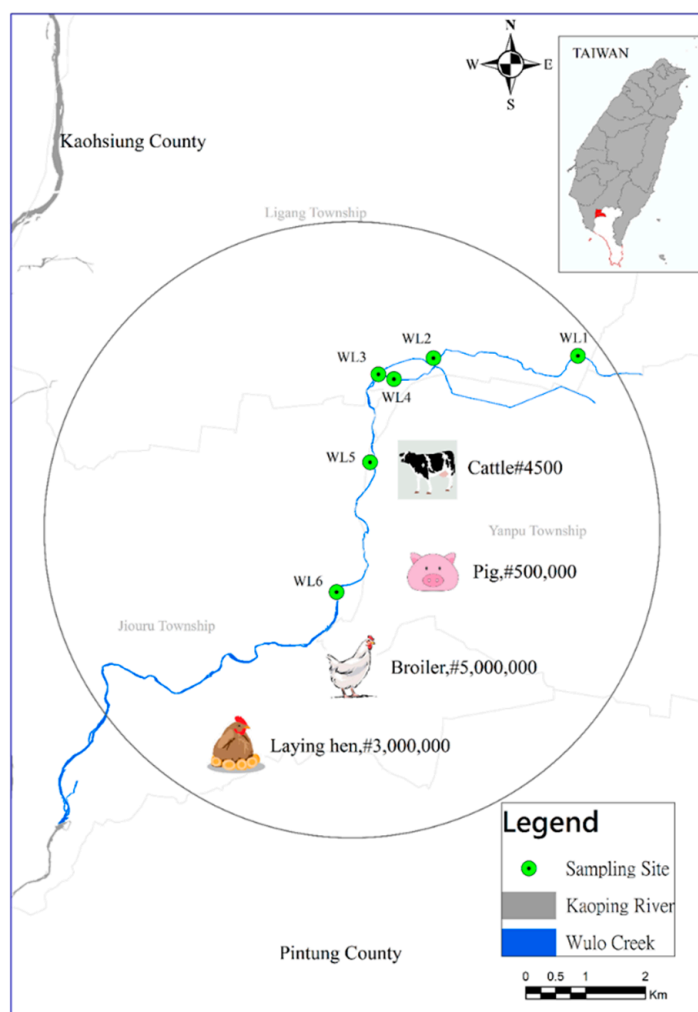 N
W E
S
TAIWAN
Kaohsiung County
Ligang Township
WL1
WL2
WL3
WL4
WL5
Cattle#4500
Yanpu Township
Pig,#500,000
WL6
Jiouru Township
Broiler,#5,000,000
Laying hen,#3,000,000
Legend
Sampling Site
Kaoping River
Wulo Creek
Pintung County
0 0.5 1 2
Km